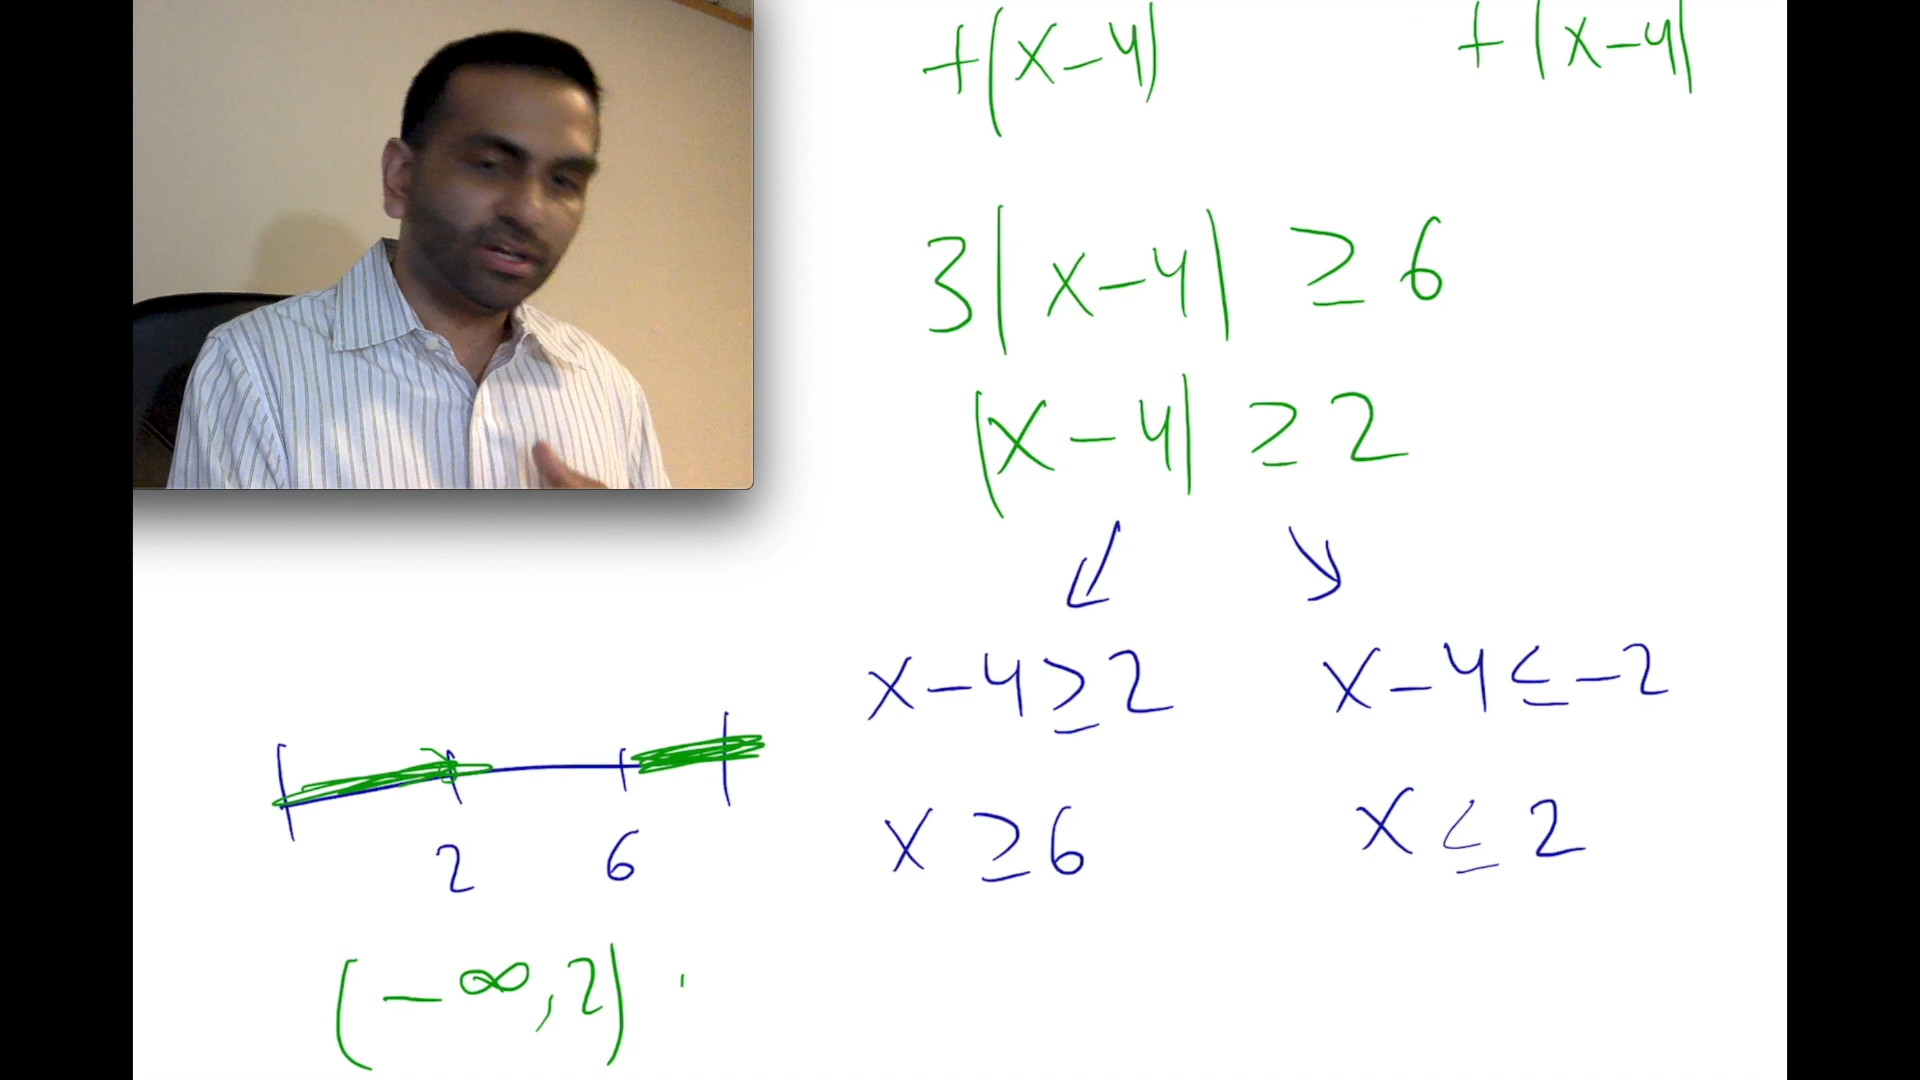 +|x-4| + |x-4|
3|x-4| ≥ 6
|x-4| ≥ 2
x-4≥2 x-4≤-2
x ≥6 x ≤ 2
2 6
(-∞,2)